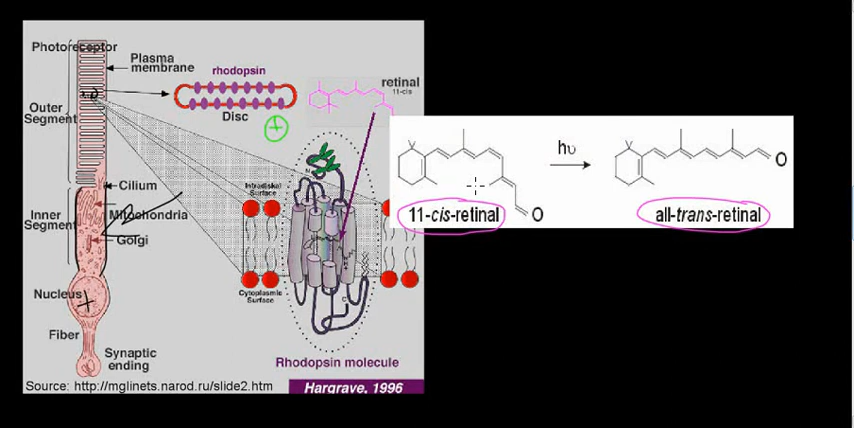 Photoreceptor
Plasma
membrane
rhodopsin
Disc
retinal
11-cis
Outer
Segment
Cilium
Inner
Segment
Mitochondria
Golgi
Nucleus
Fiber
Synaptic
ending
Intradiskal
Surface
Cytoplasmic
Surface
C
Rhodopsin molecule
Source: http://mglinets.narod.ru/slide2.htm
Hargrave, 1996
O
hυ
O
11-cis-retinal
all-trans-retinal